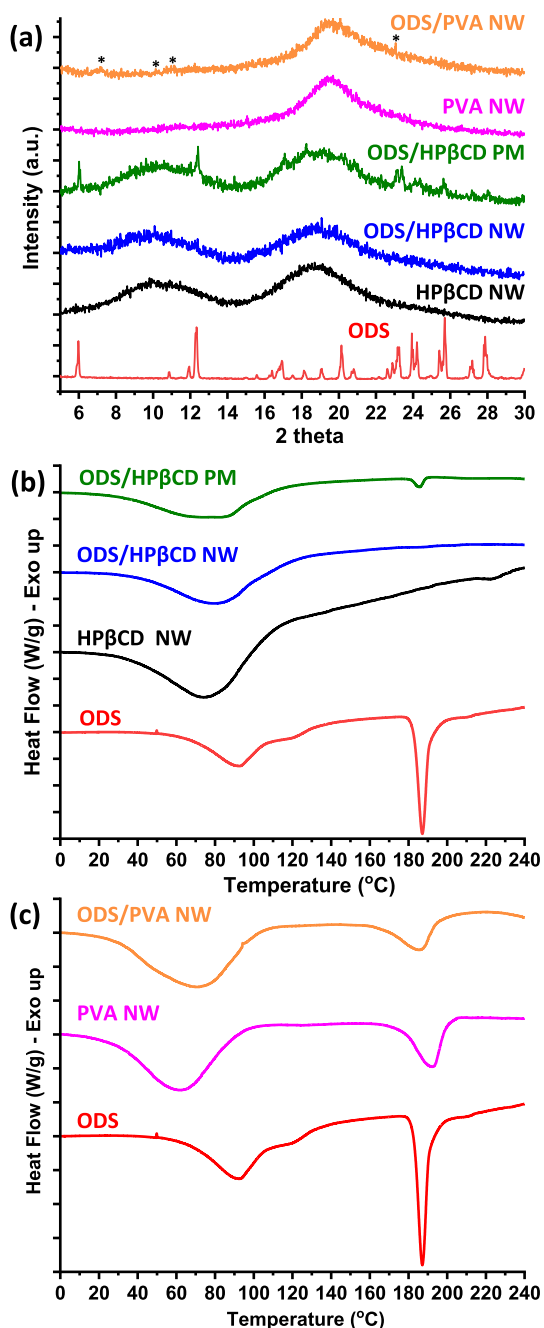 (a)
ODS/PVA NW
* * * *
PVA NW
ODS/HPβCD PM
ODS/HPβCD NW
HPβCD NW
ODS
Intensity (a.u.)
6 8 10 12 14 16 18 20 22 24 26 28 30
2 theta
(b)
ODS/HPβCD PM
ODS/HPβCD NW
HPβCD NW
ODS
Heat Flow (W/g) - Exo up
0 20 40 60 80 100 120 140 160 180 200 220 240
Temperature (°C)
(c)
ODS/PVA NW
PVA NW
ODS
Heat Flow (W/g) - Exo up
0 20 40 60 80 100 120 140 160 180 200 220 240
Temperature (°C)